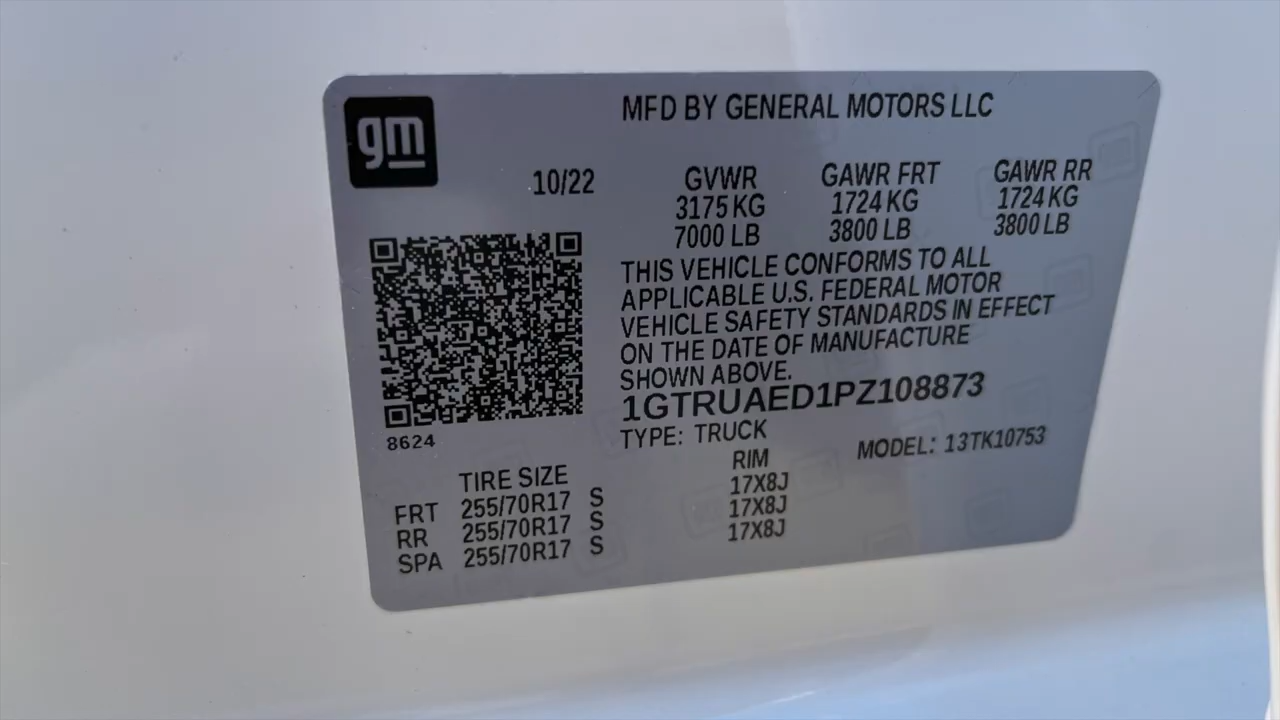 gm
MFD BY GENERAL MOTORS LLC
10/22 GVWR GAWR FRT GAWR RR
3175 KG 1724 KG 1724 KG
7000 LB 3800 LB 3800 LB
THIS VEHICLE CONFORMS TO ALL
APPLICABLE U.S. FEDERAL MOTOR
VEHICLE SAFETY STANDARDS IN EFFECT
ON THE DATE OF MANUFACTURE
SHOWN ABOVE.
1GTRUAED1PZ108873
8624
TYPE: TRUCK MODEL: 13TK10753
TIRE SIZE RIM
FRT 255/70R17 S 17X8J
RR 255/70R17 S 17X8J
SPA 255/70R17 S 17X8J